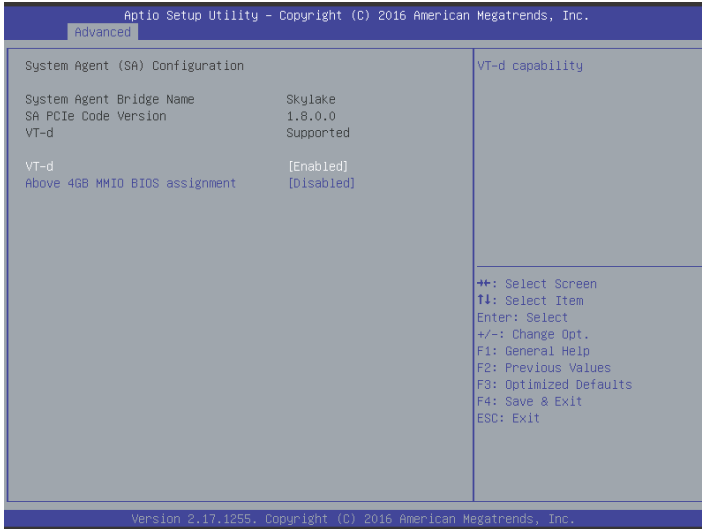 Aptio Setup Utility – Copyright (C) 2016 American Megatrends, Inc.
Advanced
System Agent (SA) Configuration
System Agent Bridge Name Skylake
SA PCIe Code Version 1.8.0.0
VT-d Supported
VT-d [Enabled]
Above 4GB MMIO BIOS assignment [Disabled]
VT-d capability
→←: Select Screen
↑↓: Select Item
Enter: Select
+/-: Change Opt.
F1: General Help
F2: Previous Values
F3: Optimized Defaults
F4: Save & Exit
ESC: Exit
Version 2.17.1255. Copyright (C) 2016 American Megatrends, Inc.